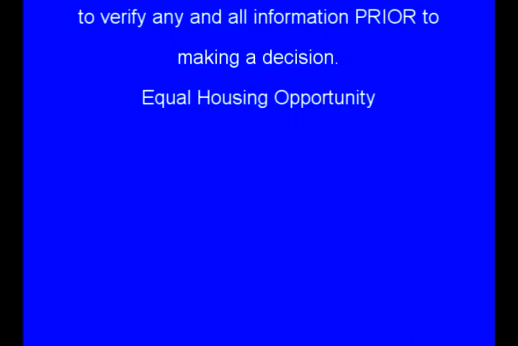 to verify any and all information PRIOR to
making a decision.
Equal Housing Opportunity